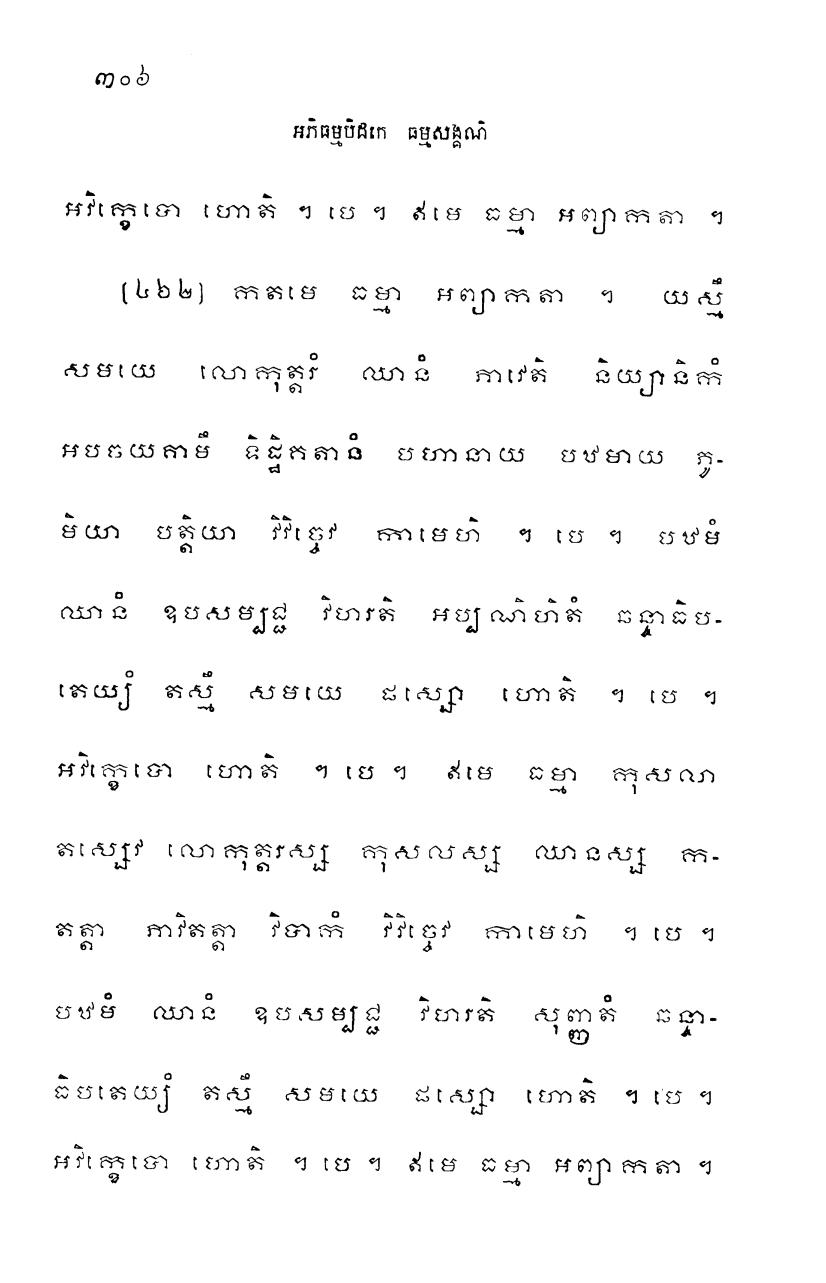 ៣០៦
អភិធម្មបិដកេ ធម្មសង្គណិ
អវិក្ខេបោ ហោតិ ។ បេ ។ ឥមេ ធម្មា អព្យាកតា ។
(៤៦២) កតមេ ធម្មា អព្យាកតា ។ យស្មឹ
សមយេ លោកុត្តរំ ឈានំ ភាវេតិ និយ្យានិកំ
អបចយគាមឹ ទិដ្ឋិគតានំ បហានាយ បឋមាយ ភូ-
មិយា បត្តិយា វិវិច្ចេវ កាមេហិ ។ បេ ។ បឋមំ
ឈានំ ឧបសម្បជ្ជ វិហរតិ អប្បណិហិតំ ឆន្ទាធិប-
តេយ្យំ តស្មឹ សមយេ ផស្សោ ហោតិ ។ បេ ។
អវិក្ខេបោ ហោតិ ។ បេ ។ ឥមេ ធម្មា កុសលា
តស្សេវ លោកុត្តរស្ស កុសលស្ស ឈានស្ស ក-
តត្តា ភាវិតត្តា វិបាកំ វិវិច្ចេវ កាមេហិ ។ បេ ។
បឋមំ ឈានំ ឧបសម្បជ្ជ វិហរតិ សុញ្ញតំ ឆន្ទា-
ធិបតេយ្យំ តស្មឹ សមយេ ផស្សោ ហោតិ ។ បេ ។
អវិក្ខេបោ ហោតិ ។ បេ ។ ឥមេ ធម្មា អព្យាកតា ។